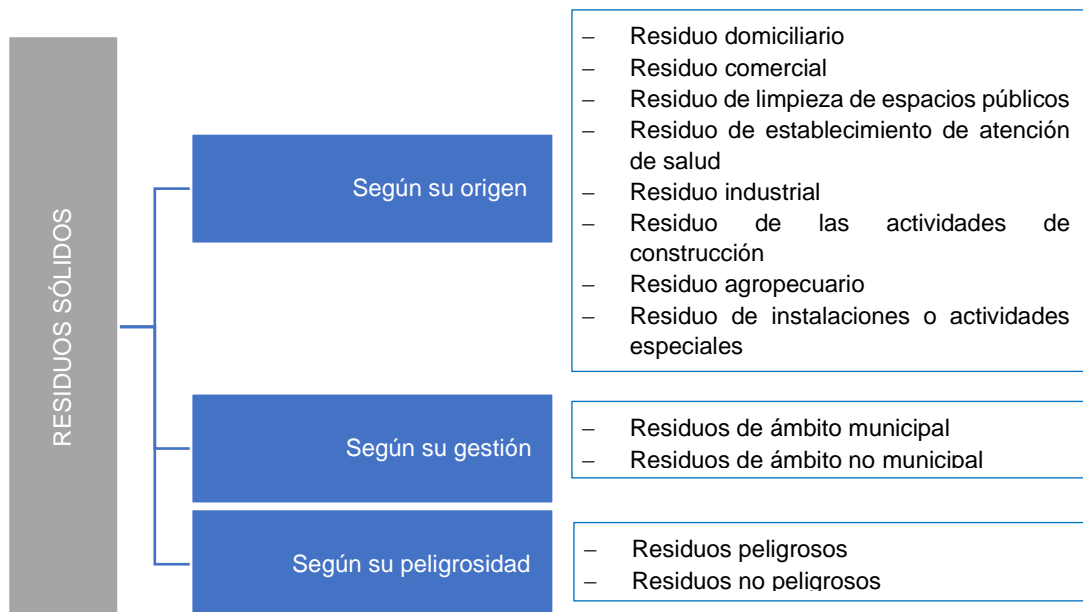 RESIDUOS SÓLIDOS
Según su origen
– Residuo domiciliario
– Residuo comercial
– Residuo de limpieza de espacios públicos
– Residuo de establecimiento de atención
de salud
– Residuo industrial
– Residuo de las actividades de
construcción
– Residuo agropecuario
– Residuo de instalaciones o actividades
especiales
Según su gestión
– Residuos de ámbito municipal
– Residuos de ámbito no municipal
Según su peligrosidad
– Residuos peligrosos
– Residuos no peligrosos